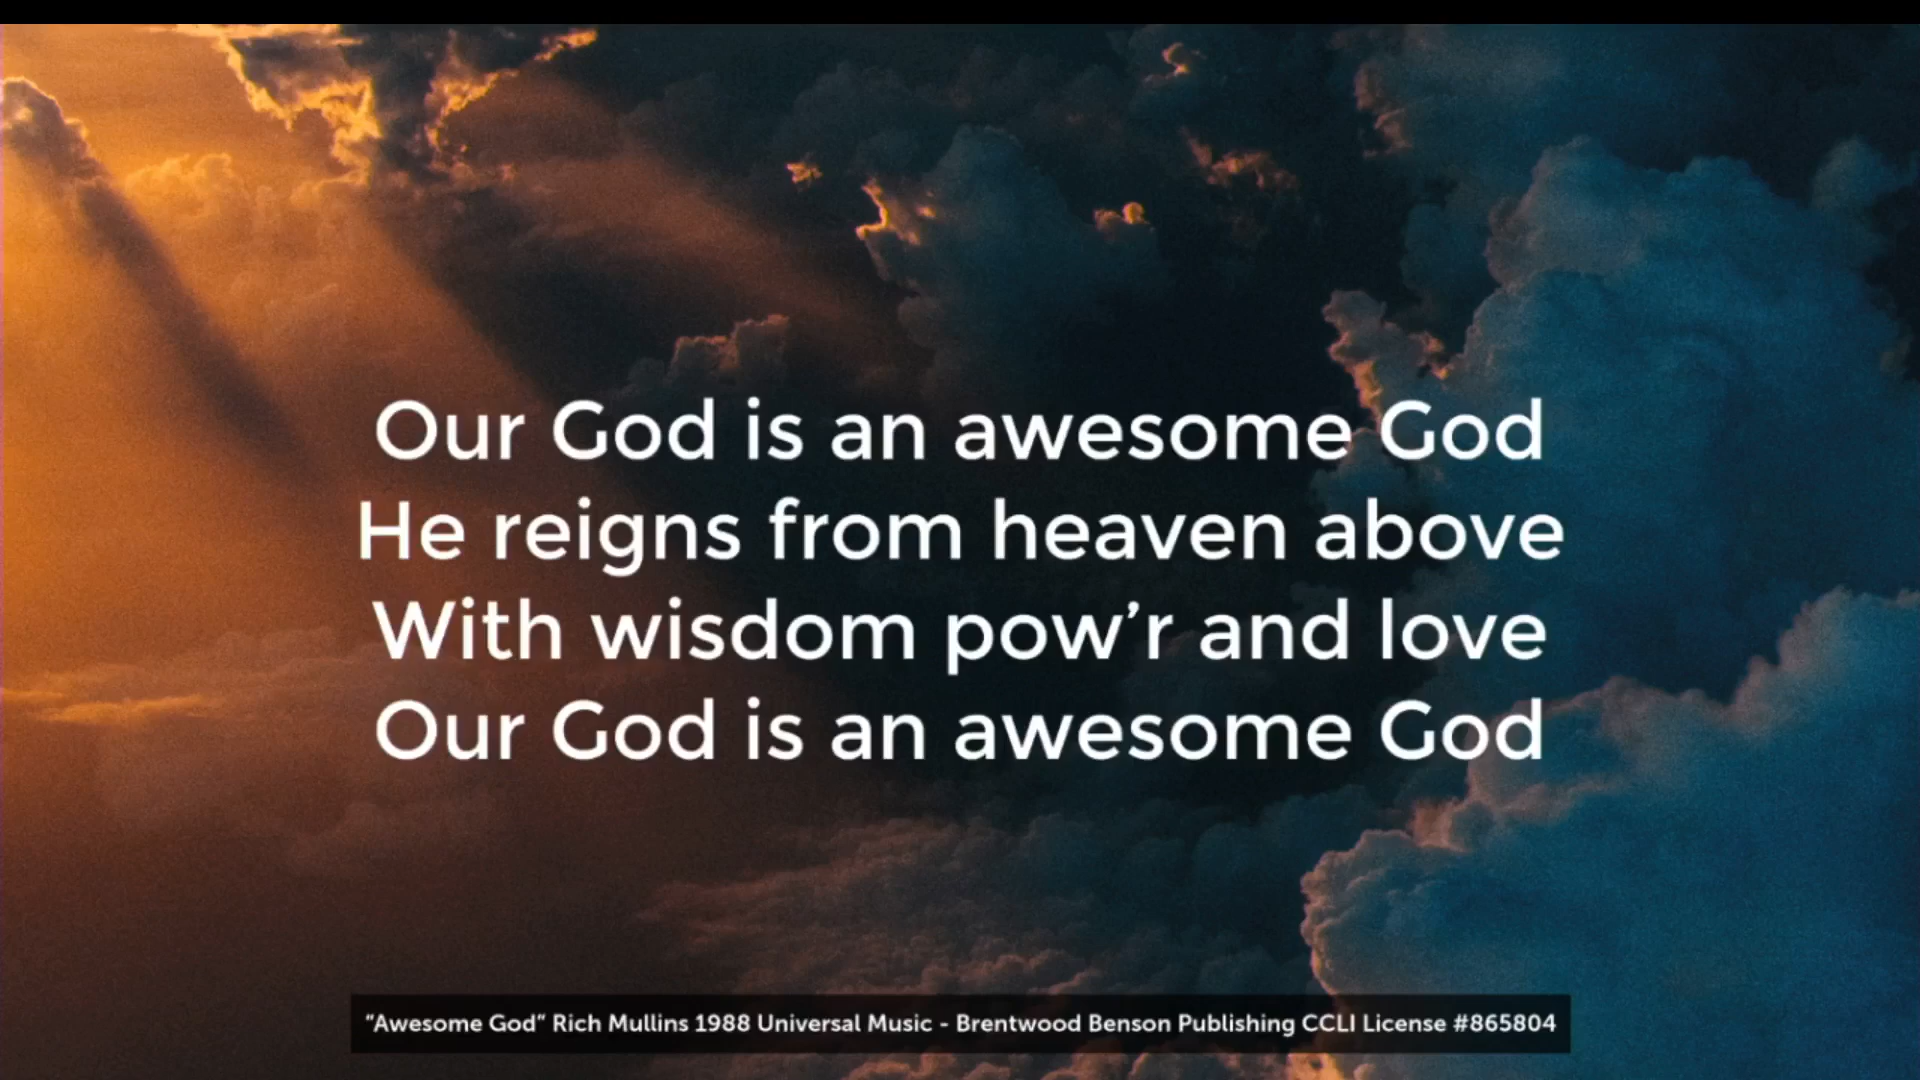 Our God is an awesome God
He reigns from heaven above
With wisdom pow’r and love
Our God is an awesome God
“Awesome God” Rich Mullins 1988 Universal Music - Brentwood Benson Publishing CCLI License #865804